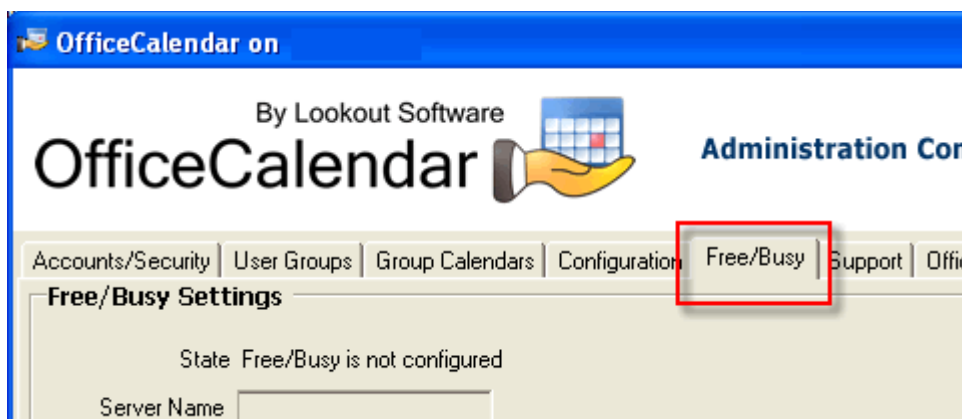 OfficeCalendar on
By Lookout Software
OfficeCalendar
Administration
Accounts/Security User Groups Group Calendars Configuration Free/Busy Support
Free/Busy Settings
State Free/Busy is not configured
Server Name